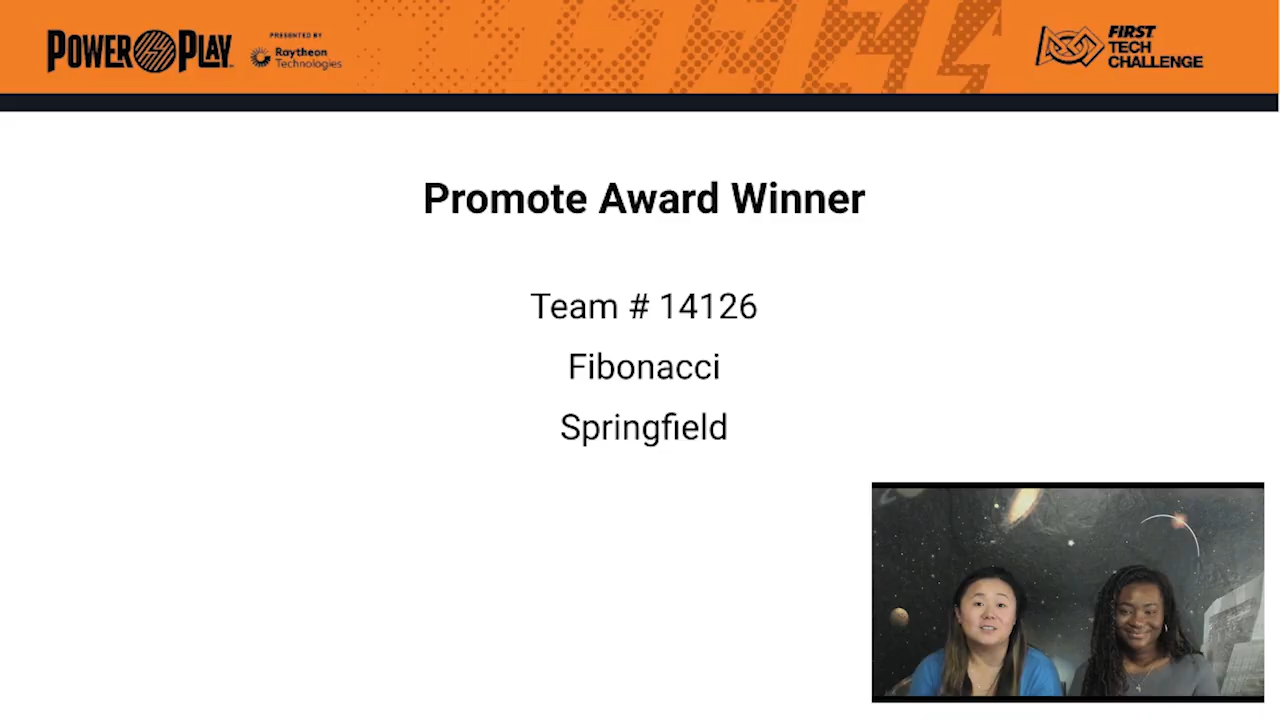 POWER PLAY
PRESENTED BY
Raytheon
Technologies
FIRST
TECH
CHALLENGE
Promote Award Winner
Team # 14126
Fibonacci
Springfield